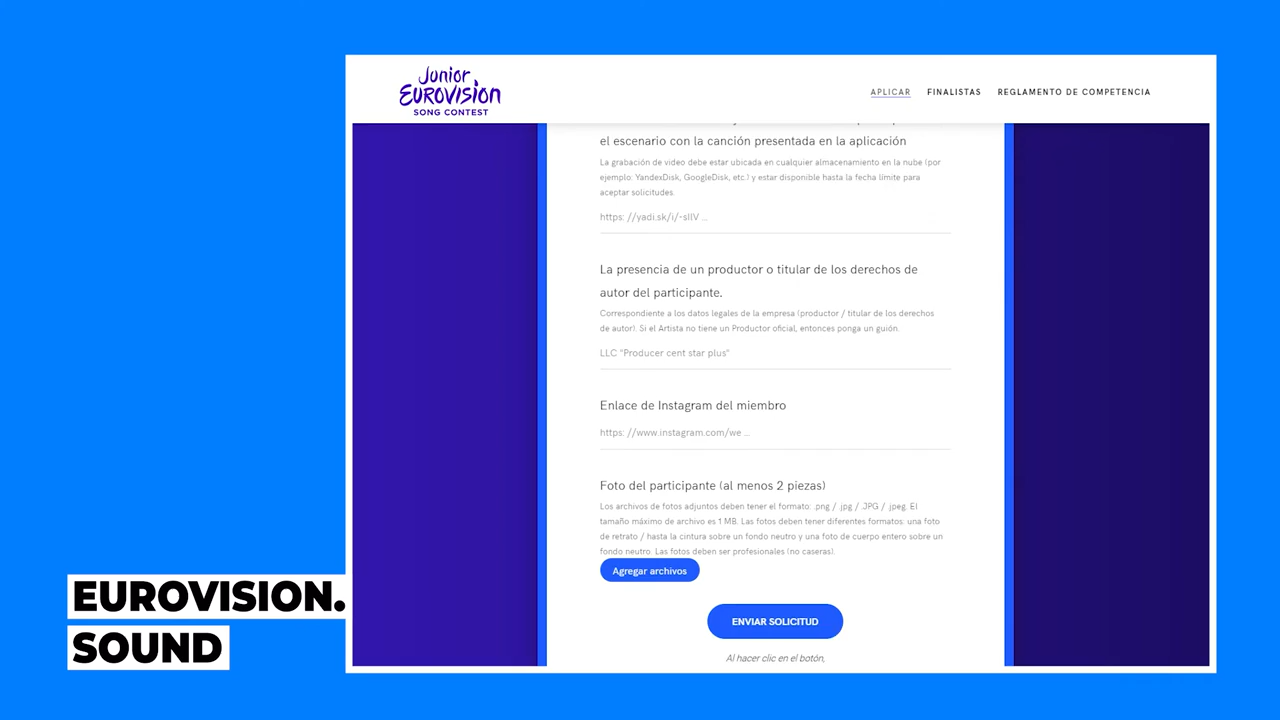 Junior
EUROVISION
SONG CONTEST
APLICAR
FINALISTAS
REGLAMENTO DE COMPETENCIA
el escenario con la canción presentada en la aplicación
La grabación de video debe estar ubicada en cualquier almacenamiento en la nube (por
ejemplo: YandexDisk, GoogleDisk, etc.) y estar disponible hasta la fecha límite para
aceptar solicitudes.
https: //yadi.sk/i/-sIlV ...
La presencia de un productor o titular de los derechos de
autor del participante.
Correspondiente a los datos legales de la empresa (productor / titular de los derechos
de autor). Si el Artista no tiene un Productor oficial, entonces ponga un guión.
LLC "Producer cent star plus"
Enlace de Instagram del miembro
https: //www.instagram.com/we ...
Foto del participante (al menos 2 piezas)
Los archivos de fotos adjuntos deben tener el formato: .png / .jpg / .JPG / .jpeg. El
tamaño máximo de archivo es 1 MB. Las fotos deben tener diferentes formatos: una foto
de retrato / hasta la cintura sobre un fondo neutro y una foto de cuerpo entero sobre un
fondo neutro. Las fotos deben ser profesionales (no caseras).
Agregar archivos
ENVIAR SOLICITUD
Al hacer clic en el botón,
EUROVISION.
SOUND